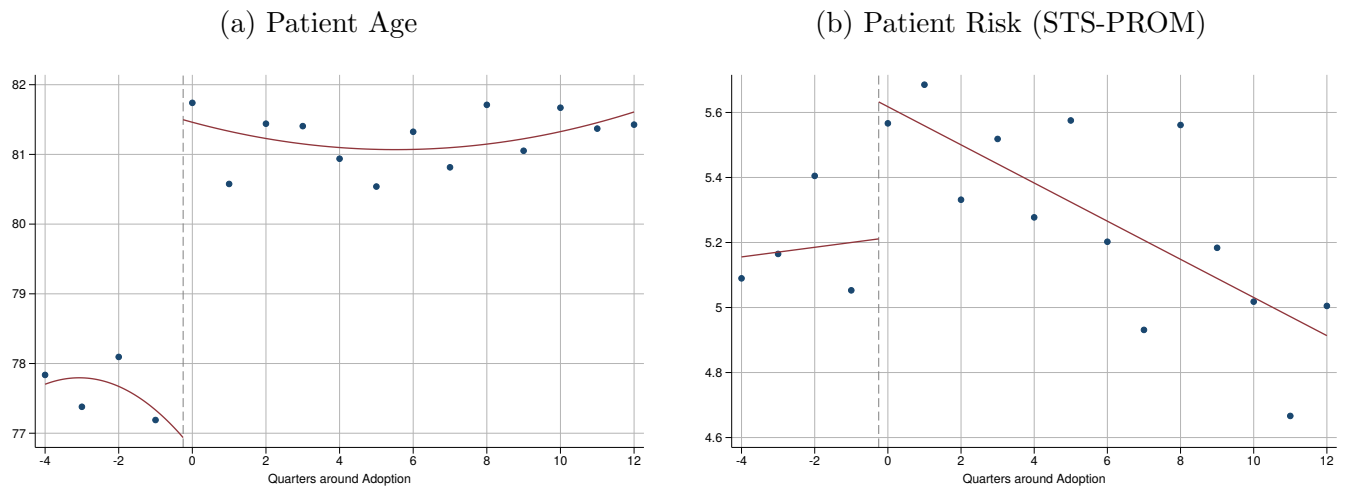 (a) Patient Age
82
81
80
79
78
77
-4 -2 0 2 4 6 8 10 12
Quarters around Adoption
(b) Patient Risk (STS-PROM)
5.6
5.4
5.2
5
4.8
4.6
-4 -2 0 2 4 6 8 10 12
Quarters around Adoption